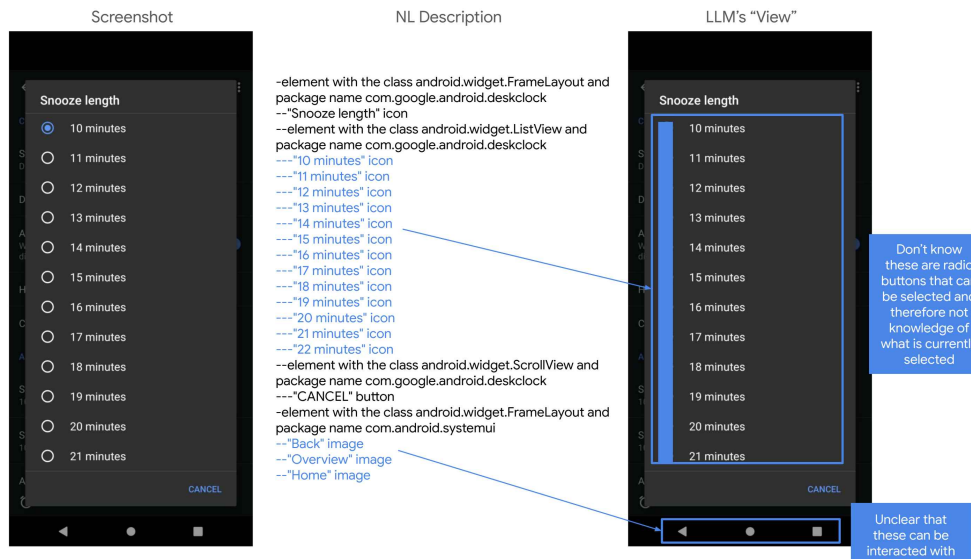 Screenshot
NL Description
LLM's “View”
Snooze length
10 minutes
11 minutes
12 minutes
13 minutes
14 minutes
15 minutes
16 minutes
17 minutes
18 minutes
19 minutes
20 minutes
21 minutes
CANCEL
-element with the class android.widget.FrameLayout and
package name com.google.android.deskclock
--"Snooze length" icon
--element with the class android.widget.ListView and
package name com.google.android.deskclock
---"10 minutes" icon
---"11 minutes" icon
---"12 minutes" icon
---"13 minutes" icon
---"14 minutes" icon
---"15 minutes" icon
---"16 minutes" icon
---"17 minutes" icon
---"18 minutes" icon
---"19 minutes" icon
---"20 minutes" icon
---"21 minutes" icon
---"22 minutes" icon
--element with the class android.widget.ScrollView and
package name com.google.android.deskclock
---"CANCEL" button
-element with the class android.widget.FrameLayout and
package name com.android.systemui
--"Back" image
--"Overview" image
--"Home" image
Snooze length
10 minutes
11 minutes
12 minutes
13 minutes
14 minutes
15 minutes
16 minutes
17 minutes
18 minutes
19 minutes
20 minutes
21 minutes
CANCEL
Don't know
these are radio
buttons that can
be selected and
therefore not
knowledge of
what is currently
selected
Unclear that
these can be
interacted with